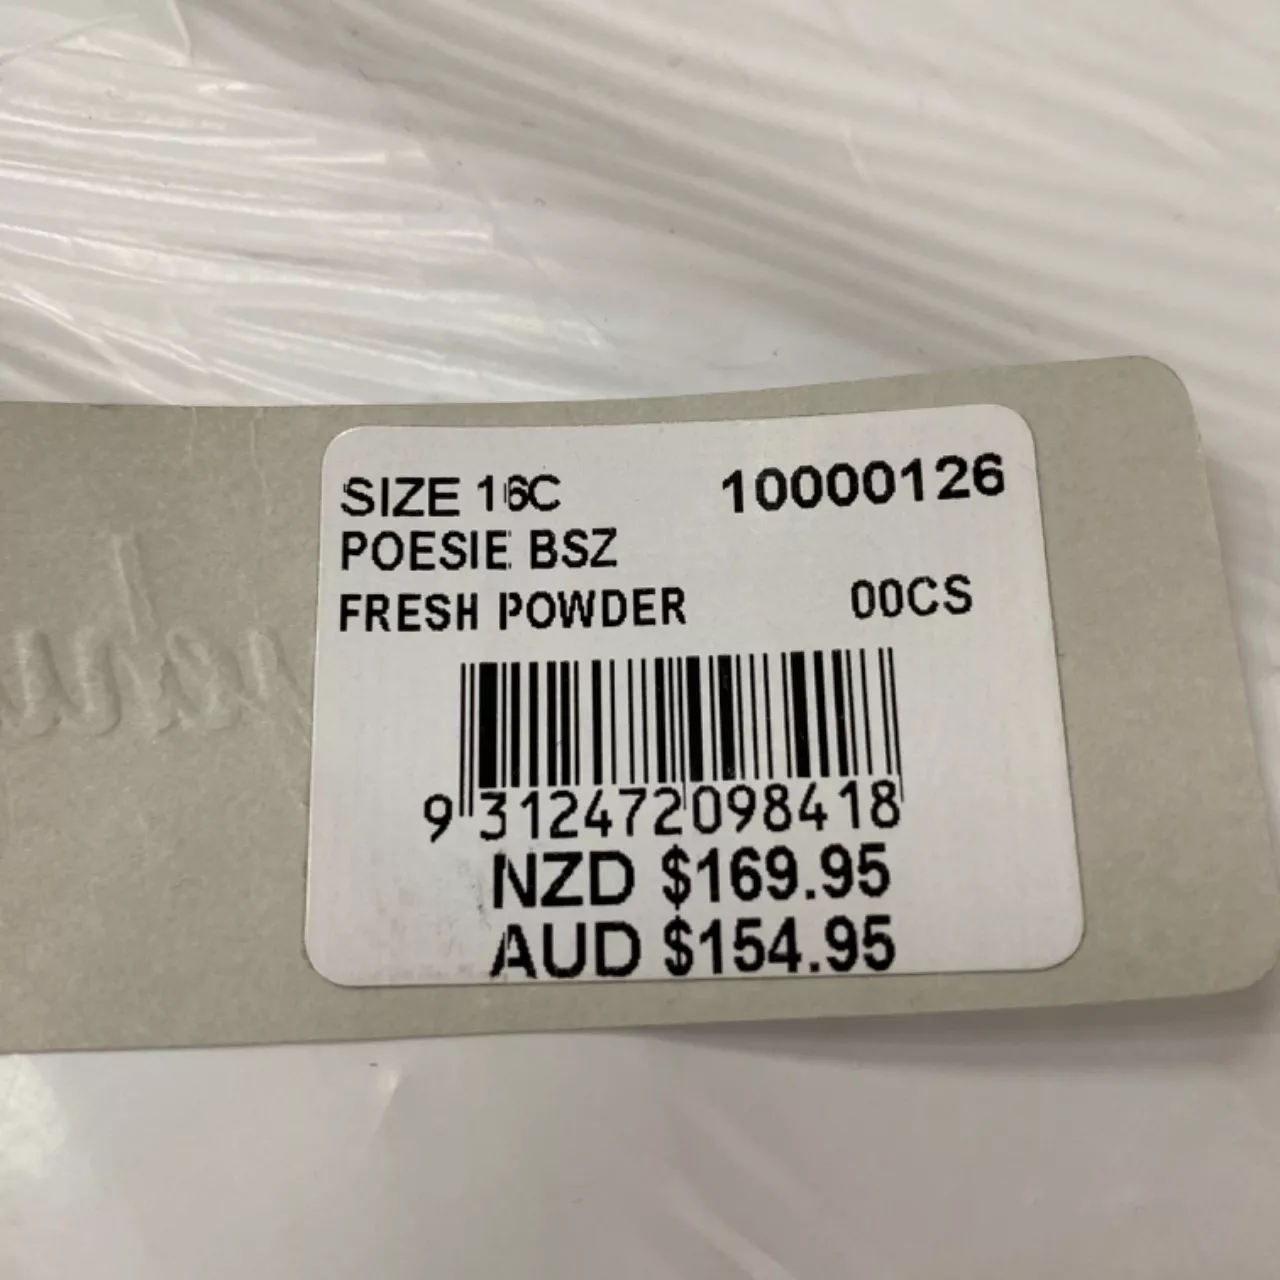 SIZE 16C 10000126
POESIE BSZ
FRESH POWDER 00CS
9 312472 098418
NZD $169.95
AUD $154.95